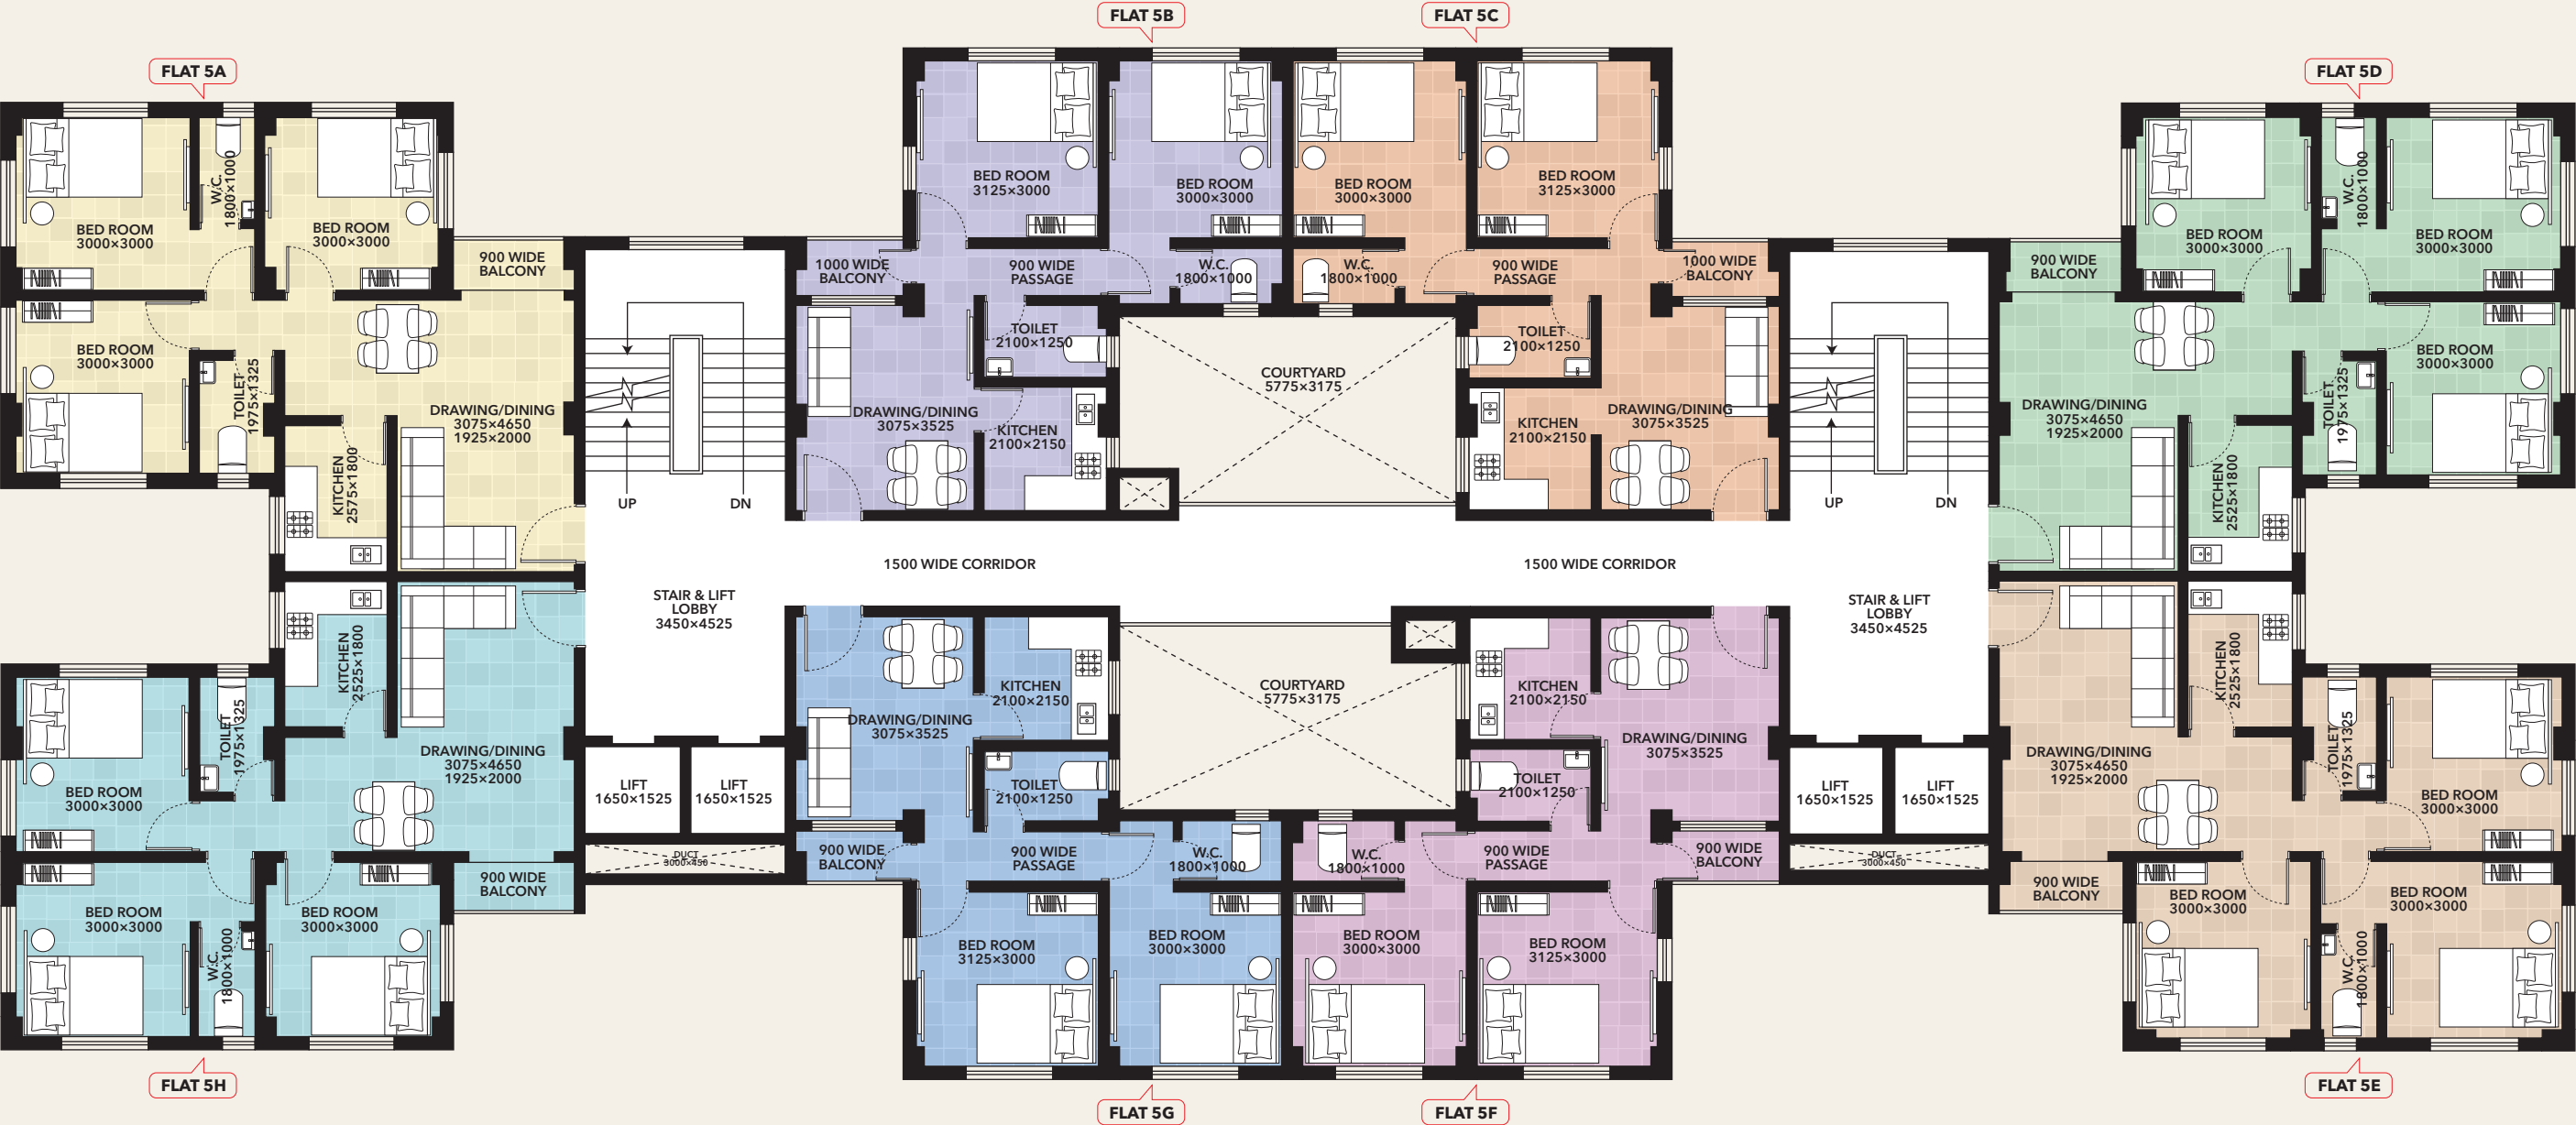 FLAT 5A
BED ROOM
3000×3000
W.C.
1800×1000
BED ROOM
3000×3000
900 WIDE
BALCONY
BED ROOM
3000×3000
TOILET
1975×1325
DRAWING/DINING
3075×4650
1925×2000
KITCHEN
2575×1800
UP
DN
FLAT 5B
BED ROOM
3125×3000
BED ROOM
3000×3000
1000 WIDE
BALCONY
900 WIDE
PASSAGE
W.C.
1800×1000
TOILET
2100×1250
DRAWING/DINING
3075×3525
KITCHEN
2100×2150
COURTYARD
5775×3175
FLAT 5C
BED ROOM
3000×3000
BED ROOM
3125×3000
W.C.
1800×1000
900 WIDE
PASSAGE
1000 WIDE
BALCONY
TOILET
2100×1250
DRAWING/DINING
3075×3525
KITCHEN
2100×2150
UP
DN
FLAT 5D
BED ROOM
3000×3000
W.C.
1800×1000
BED ROOM
3000×3000
900 WIDE
BALCONY
BED ROOM
3000×3000
TOILET
1975×1325
DRAWING/DINING
3075×4650
1925×2000
KITCHEN
2525×1800
1500 WIDE CORRIDOR
1500 WIDE CORRIDOR
STAIR & LIFT
LOBBY
3450×4525
STAIR & LIFT
LOBBY
3450×4525
KITCHEN
2525×1800
TOILET
1975×1325
DRAWING/DINING
3075×4650
1925×2000
BED ROOM
3000×3000
900 WIDE
BALCONY
BED ROOM
3000×3000
BED ROOM
3000×3000
W.C.
1800×1000
FLAT 5H
LIFT
1650×1525
LIFT
1650×1525
DUCT
3000×450
KITCHEN
2100×2150
DRAWING/DINING
3075×3525
TOILET
2100×1250
900 WIDE
BALCONY
900 WIDE
PASSAGE
W.C.
1800×1000
BED ROOM
3125×3000
BED ROOM
3000×3000
FLAT 5G
COURTYARD
5775×3175
KITCHEN
2100×2150
DRAWING/DINING
3075×3525
TOILET
2100×1250
W.C.
1800×1000
900 WIDE
PASSAGE
900 WIDE
BALCONY
BED ROOM
3000×3000
BED ROOM
3125×3000
FLAT 5F
LIFT
1650×1525
LIFT
1650×1525
DUCT
3000×450
KITCHEN
2525×1800
TOILET
1975×1325
DRAWING/DINING
3075×4650
1925×2000
BED ROOM
3000×3000
900 WIDE
BALCONY
BED ROOM
3000×3000
BED ROOM
3000×3000
W.C.
1800×1000
FLAT 5E